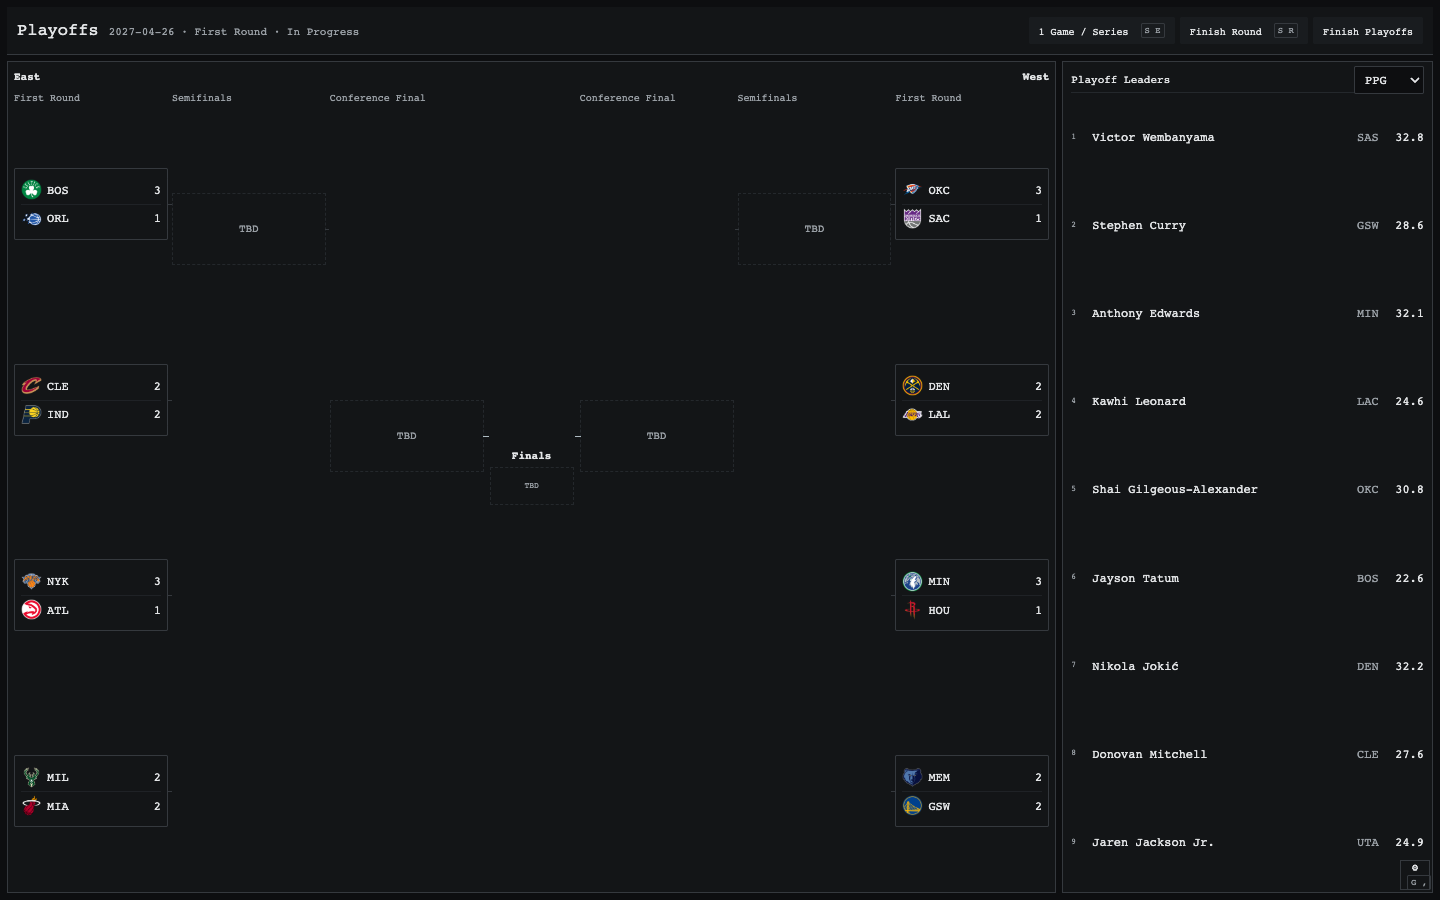 Playoffs 2027-04-26 • First Round • In Progress
1 Game / Series S E Finish Round S R Finish Playoffs
East West
First Round Semifinals Conference Final Conference Final Semifinals First Round
BOS 3
ORL 1
TBD
CLE 2
IND 2
NYK 3
ATL 1
MIL 2
MIA 2
TBD
Finals
TBD
TBD
TBD
OKC 3
SAC 1
DEN 2
LAL 2
MIN 3
HOU 1
MEM 2
GSW 2
Playoff Leaders PPG
1 Victor Wembanyama SAS 32.8
2 Stephen Curry GSW 28.6
3 Anthony Edwards MIN 32.1
4 Kawhi Leonard LAC 24.6
5 Shai Gilgeous-Alexander OKC 30.8
6 Jayson Tatum BOS 22.6
7 Nikola Jokić DEN 32.2
8 Donovan Mitchell CLE 27.6
9 Jaren Jackson Jr. UTA 24.9
G ,